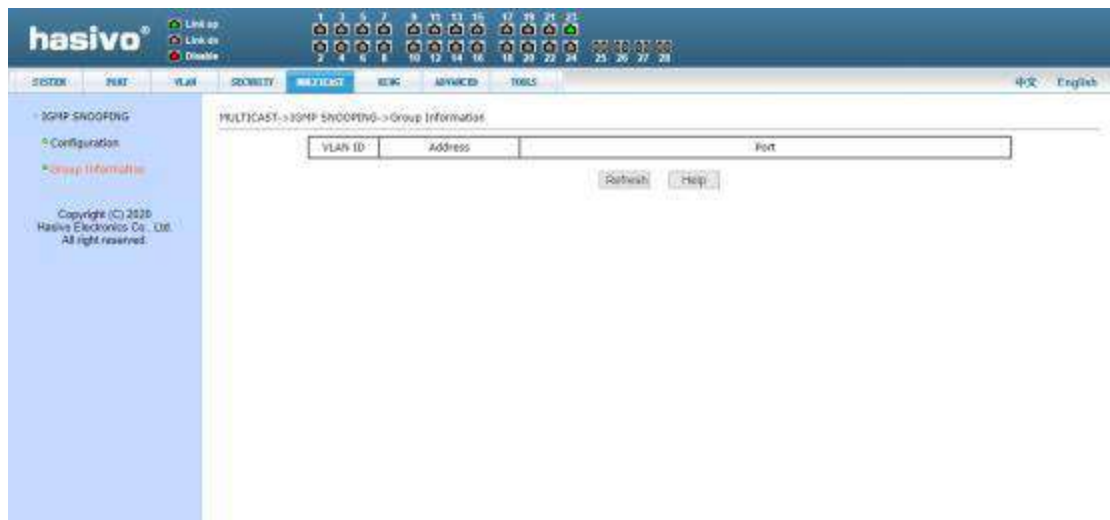 hasivo®
Link up
Link dn
Disable
1 3 5 7 9 11 13 15 17 19 21 23
2 4 6 8 10 12 14 16 18 20 22 24 25 26 27 28
SYSTEM PORT VLAN SECURITY MULTICAST ADVANCED TOOLS 中文 English
IGMP SNOOPING
Configuration
Group Information
Copyright (C) 2020
Hasivo Electronics Co., Ltd.
All right reserved.
MULTICAST->IGMP SNOOPING->Group Information
VLAN ID Address Port
Refresh Help